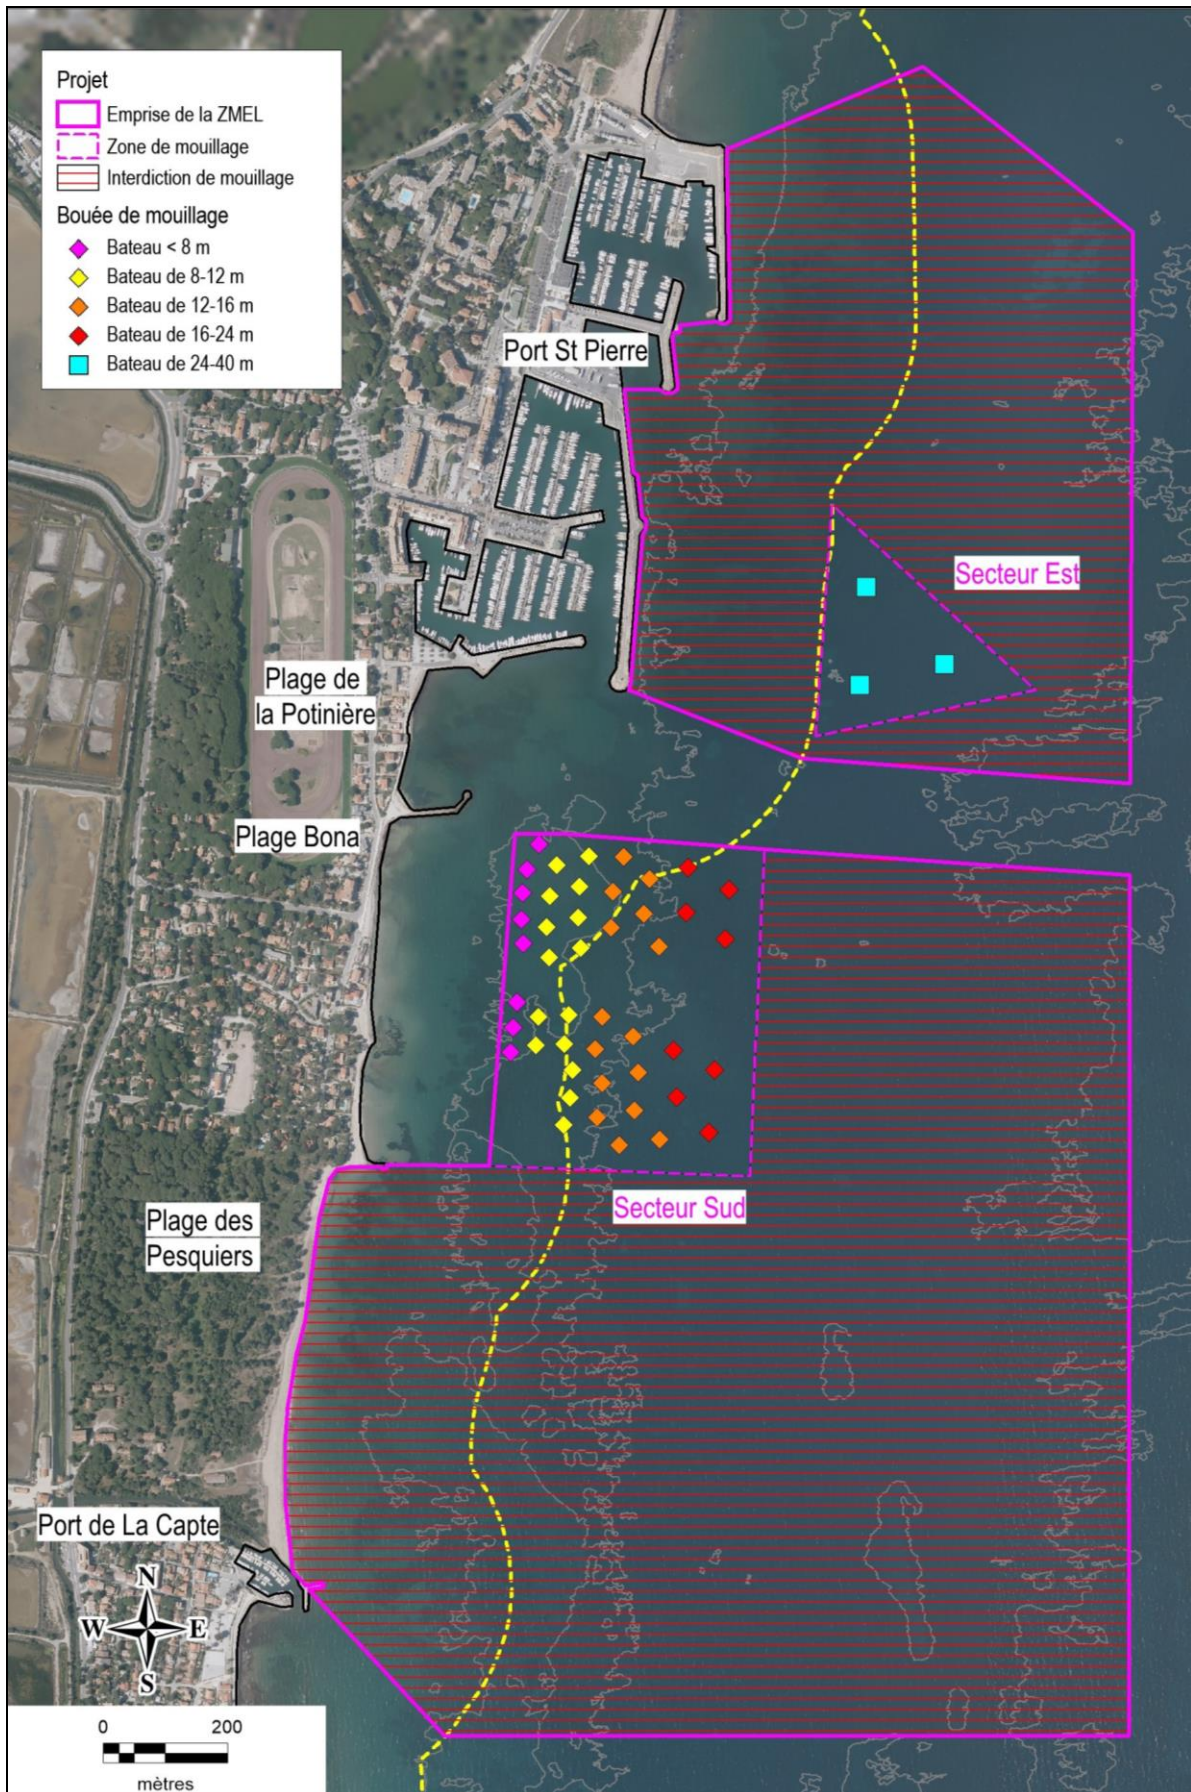 Projet
Emprise de la ZMEL
Zone de mouillage
Interdiction de mouillage
Bouée de mouillage
Bateau < 8 m
Bateau de 8-12 m
Bateau de 12-16 m
Bateau de 16-24 m
Bateau de 24-40 m
Port St Pierre
Secteur Est
Plage de
la Potinière
Plage Bona
Secteur Sud
Plage des
Pesquiers
Port de La Capte
N
W E
S
0 200
mètres